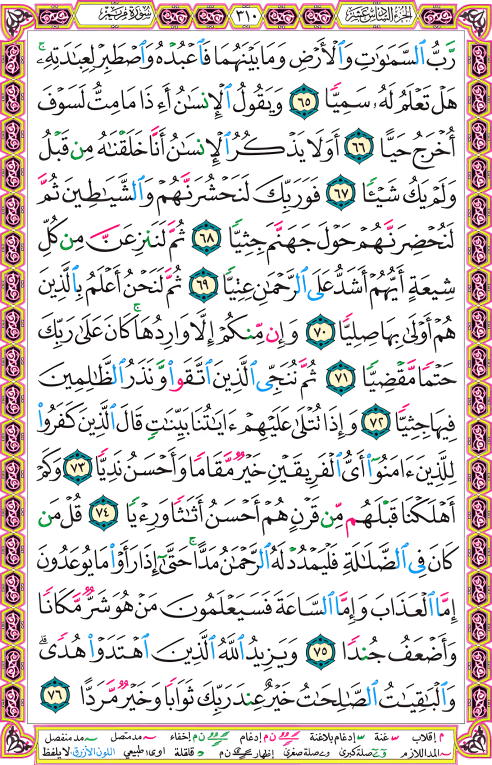 الجزء السادس عشر ٣١٠ سورة مريم
رَّبُّ ٱلسَّمَـٰوَٰتِ وَٱلْأَرْضِ وَمَا بَيْنَهُمَا فَٱعْبُدْهُ وَٱصْطَبِرْ لِعِبَـٰدَتِهِۦ ۚ
هَلْ تَعْلَمُ لَهُۥ سَمِيًّا ٦٥ وَيَقُولُ ٱلْإِنسَـٰنُ أَءِذَا مَا مِتُّ لَسَوْفَ
أُخْرَجُ حَيًّا ٦٦ أَوَلَا يَذْكُرُ ٱلْإِنسَـٰنُ أَنَّا خَلَقْنَـٰهُ مِن قَبْلُ
وَلَمْ يَكُ شَيْـًٔا ٦٧ فَوَرَبِّكَ لَنَحْشُرَنَّهُمْ وَٱلشَّيَـٰطِينَ ثُمَّ
لَنُحْضِرَنَّهُمْ حَوْلَ جَهَنَّمَ جِثِيًّا ٦٨ ثُمَّ لَنَنزِعَنَّ مِن كُلِّ
شِيعَةٍ أَيُّهُمْ أَشَدُّ عَلَى ٱلرَّحْمَـٰنِ عِتِيًّا ٦٩ ثُمَّ لَنَحْنُ أَعْلَمُ بِٱلَّذِينَ
هُمْ أَوْلَىٰ بِهَا صِلِيًّا ٧٠ وَإِن مِّنكُمْ إِلَّا وَارِدُهَا ۚ كَانَ عَلَىٰ رَبِّكَ
حَتْمًا مَّقْضِيًّا ٧١ ثُمَّ نُنَجِّى ٱلَّذِينَ ٱتَّقَوا۟ وَّنَذَرُ ٱلظَّـٰلِمِينَ
فِيهَا جِثِيًّا ٧٢ وَإِذَا تُتْلَىٰ عَلَيْهِمْ ءَايَـٰتُنَا بَيِّنَـٰتٍ قَالَ ٱلَّذِينَ كَفَرُوا۟
لِلَّذِينَ ءَامَنُوٓا۟ أَىُّ ٱلْفَرِيقَيْنِ خَيْرٌ مَّقَامًا وَأَحْسَنُ نَدِيًّا ٧٣ وَكَمْ
أَهْلَكْنَا قَبْلَهُم مِّن قَرْنٍ هُمْ أَحْسَنُ أَثَـٰثًا وَرِءْيًا ٧٤ قُلْ مَن
كَانَ فِى ٱلضَّلَـٰلَةِ فَلْيَمْدُدْ لَهُ ٱلرَّحْمَـٰنُ مَدًّا ۚ حَتَّىٰٓ إِذَا رَأَوْا۟ مَا يُوعَدُونَ
إِمَّا ٱلْعَذَابَ وَإِمَّا ٱلسَّاعَةَ فَسَيَعْلَمُونَ مَنْ هُوَ شَرٌّ مَّكَانًا
وَأَضْعَفُ جُندًا ٧٥ وَيَزِيدُ ٱللَّهُ ٱلَّذِينَ ٱهْتَدَوْا۟ هُدًى ۗ
وَٱلْبَـٰقِيَـٰتُ ٱلصَّـٰلِحَـٰتُ خَيْرٌ عِندَ رَبِّكَ ثَوَابًا وَخَيْرٌ مَّرَدًّا ٧٦
م إقلاب غنة إدغام بلاغنة ن م إدغام ن م إخفاء مد متصل مد منفصل
المد اللازم صلة كبرى وصلة صغرى إظهار ن م قلقلة طبيعي اللون الأزرق لا يلفظ